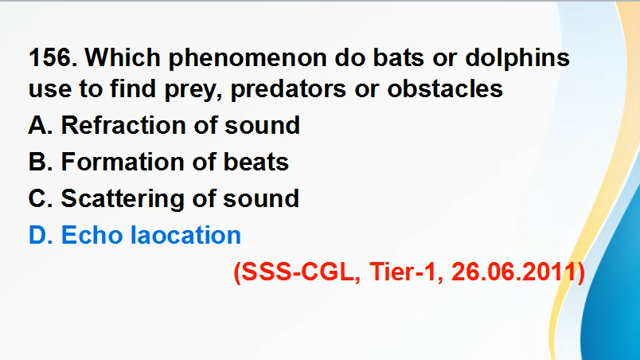 156. Which phenomenon do bats or dolphins
use to find prey, predators or obstacles
A. Refraction of sound
B. Formation of beats
C. Scattering of sound
D. Echo laocation
(SSS-CGL, Tier-1, 26.06.2011)